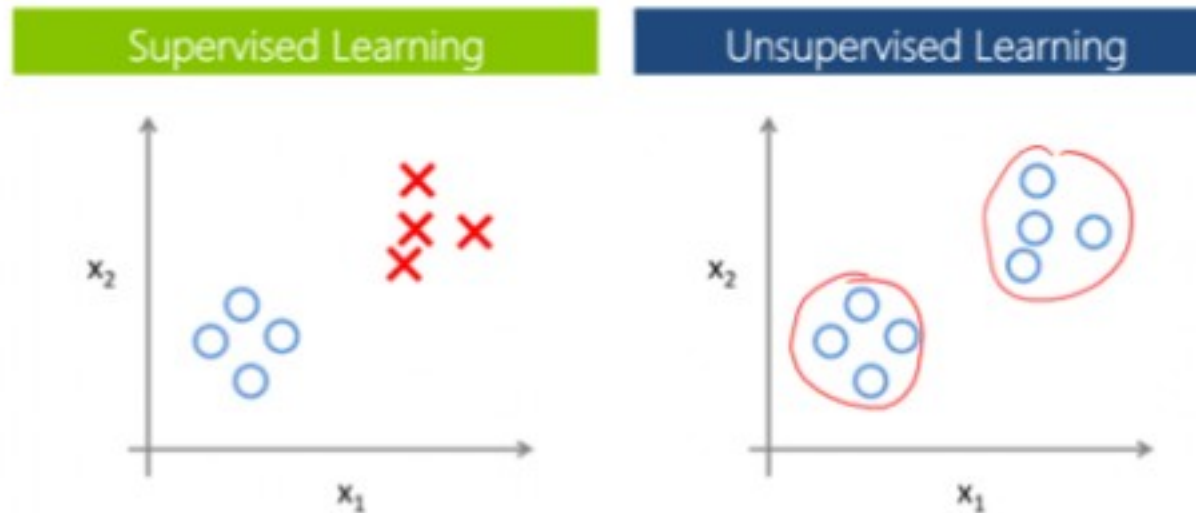 Supervised Learning
x₂
x₁
Unsupervised Learning
x₂
x₁